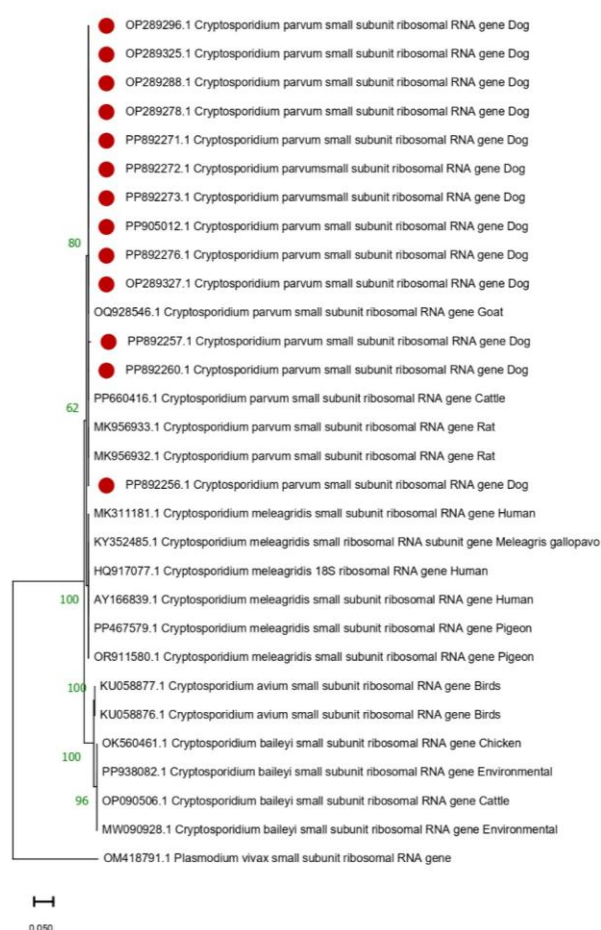 OP289296.1 Cryptosporidium parvum small subunit ribosomal RNA gene Dog
OP289325.1 Cryptosporidium parvum small subunit ribosomal RNA gene Dog
OP289288.1 Cryptosporidium parvum small subunit ribosomal RNA gene Dog
OP289278.1 Cryptosporidium parvum small subunit ribosomal RNA gene Dog
PP892271.1 Cryptosporidium parvum small subunit ribosomal RNA gene Dog
PP892272.1 Cryptosporidium parvumsmall subunit ribosomal RNA gene Dog
PP892273.1 Cryptosporidium parvumsmall subunit ribosomal RNA gene Dog
PP905012.1 Cryptosporidium parvum small subunit ribosomal RNA gene Dog
80
PP892276.1 Cryptosporidium parvum small subunit ribosomal RNA gene Dog
OP289327.1 Cryptosporidium parvum small subunit ribosomal RNA gene Dog
OQ928546.1 Cryptosporidium parvum small subunit ribosomal RNA gene Goat
PP892257.1 Cryptosporidium parvum small subunit ribosomal RNA gene Dog
PP892260.1 Cryptosporidium parvum small subunit ribosomal RNA gene Dog
PP660416.1 Cryptosporidium parvum small subunit ribosomal RNA gene Cattle
62
MK956933.1 Cryptosporidium parvum small subunit ribosomal RNA gene Rat
MK956932.1 Cryptosporidium parvum small subunit ribosomal RNA gene Rat
PP892256.1 Cryptosporidium parvum small subunit ribosomal RNA gene Dog
MK311181.1 Cryptosporidium meleagridis small subunit ribosomal RNA gene Human
KY352485.1 Cryptosporidium meleagridis small ribosomal RNA subunit gene Meleagris gallopavo
HQ917077.1 Cryptosporidium meleagridis 18S ribosomal RNA gene Human
100
AY166839.1 Cryptosporidium meleagridis small subunit ribosomal RNA gene Human
PP467579.1 Cryptosporidium meleagridis small subunit ribosomal RNA gene Pigeon
OR911580.1 Cryptosporidium meleagridis small subunit ribosomal RNA gene Pigeon
100
KU058877.1 Cryptosporidium avium small subunit ribosomal RNA gene Birds
KU058876.1 Cryptosporidium avium small subunit ribosomal RNA gene Birds
OK560461.1 Cryptosporidium baileyi small subunit ribosomal RNA gene Chicken
100
PP938082.1 Cryptosporidium baileyi small subunit ribosomal RNA gene Environmental
96
OP090506.1 Cryptosporidium baileyi small subunit ribosomal RNA gene Cattle
MW090928.1 Cryptosporidium baileyi small subunit ribosomal RNA gene Environmental
OM418791.1 Plasmodium vivax small subunit ribosomal RNA gene
0.050